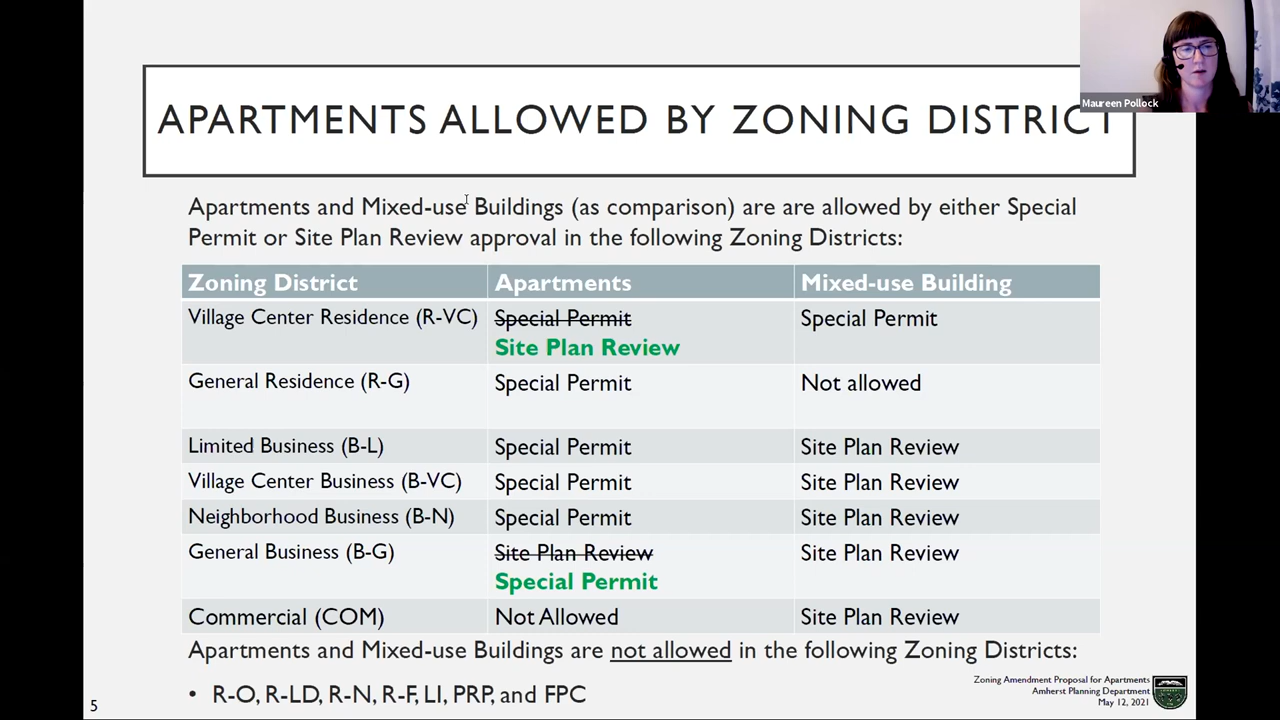 Maureen Pollock
APARTMENTS ALLOWED BY ZONING DISTRICT
Apartments and Mixed-use Buildings (as comparison) are are allowed by either Special
Permit or Site Plan Review approval in the following Zoning Districts:
Zoning District Apartments Mixed-use Building
Village Center Residence (R-VC) Special Permit Special Permit
Site Plan Review
General Residence (R-G) Special Permit Not allowed
Limited Business (B-L) Special Permit Site Plan Review
Village Center Business (B-VC) Special Permit Site Plan Review
Neighborhood Business (B-N) Special Permit Site Plan Review
General Business (B-G) Site Plan Review Site Plan Review
Special Permit
Commercial (COM) Not Allowed Site Plan Review
Apartments and Mixed-use Buildings are not allowed in the following Zoning Districts:
• R-O, R-LD, R-N, R-F, LI, PRP, and FPC
Zoning Amendment Proposal for Apartments
Amherst Planning Department
May 12, 2021
5